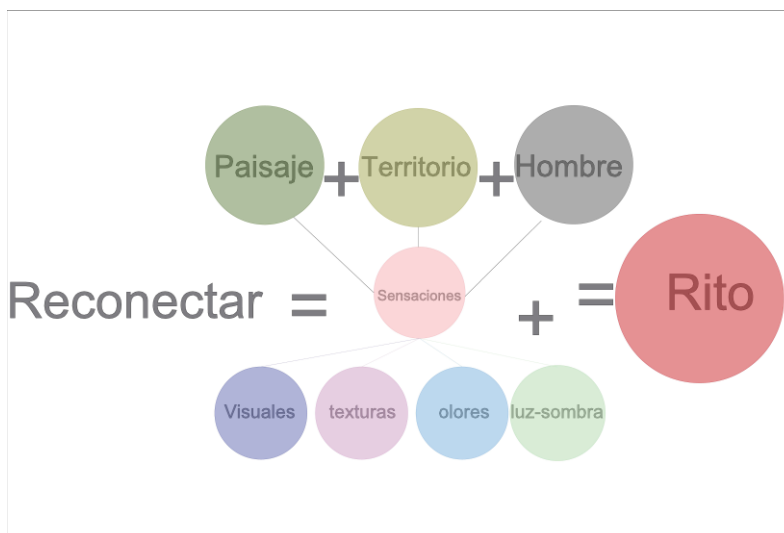 Paisaje + Territorio + Hombre
Reconectar = Sensaciones + = Rito
Visuales texturas olores luz-sombra